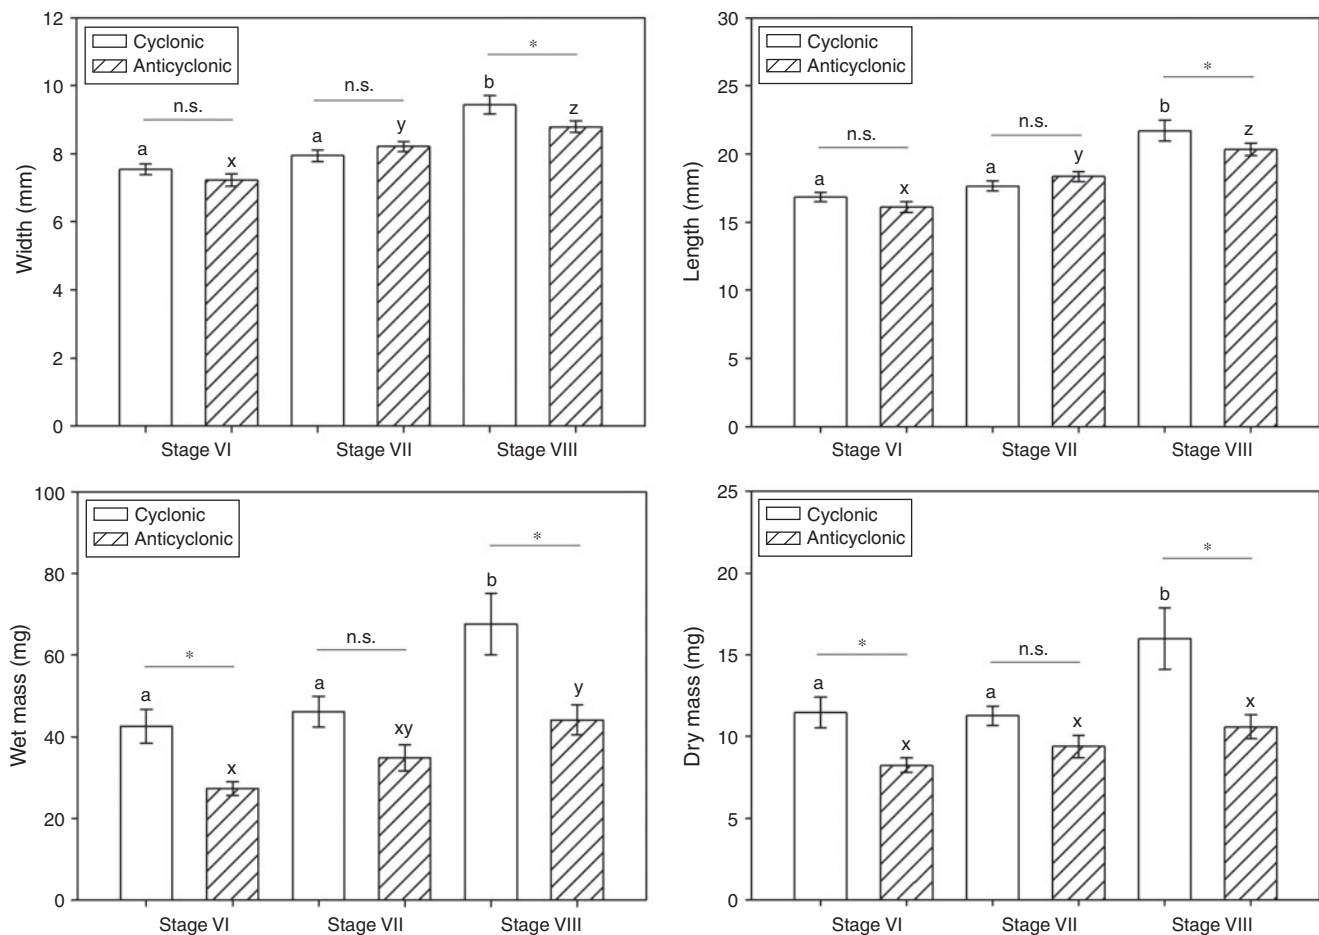 12
10
8
6
4
2
0
Width (mm)
Cyclonic
Anticyclonic
n.s.
a
x
n.s.
a
y
*
b
z
Stage VI
Stage VII
Stage VIII
30
25
20
15
10
5
0
Length (mm)
Cyclonic
Anticyclonic
n.s.
a
x
n.s.
a
y
*
b
z
Stage VI
Stage VII
Stage VIII
100
80
60
40
20
0
Wet mass (mg)
Cyclonic
Anticyclonic
*
a
x
n.s.
a
xy
*
b
y
Stage VI
Stage VII
Stage VIII
25
20
15
10
5
0
Dry mass (mg)
Cyclonic
Anticyclonic
*
a
x
n.s.
a
x
*
b
x
Stage VI
Stage VII
Stage VIII